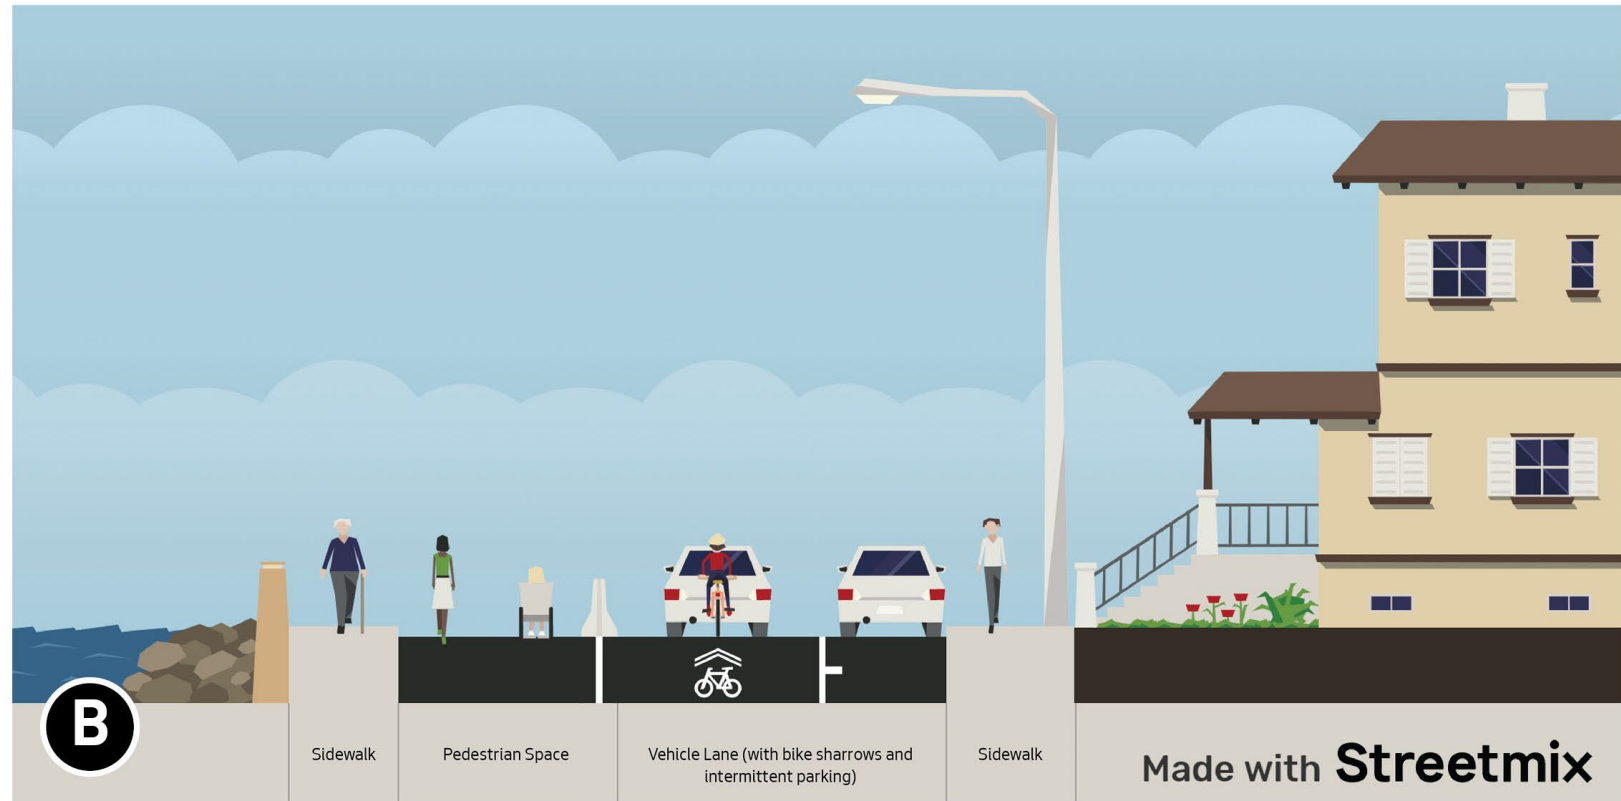 B
Sidewalk
Pedestrian Space
Vehicle Lane (with bike sharrows and
intermittent parking)
Sidewalk
Made with Streetmix